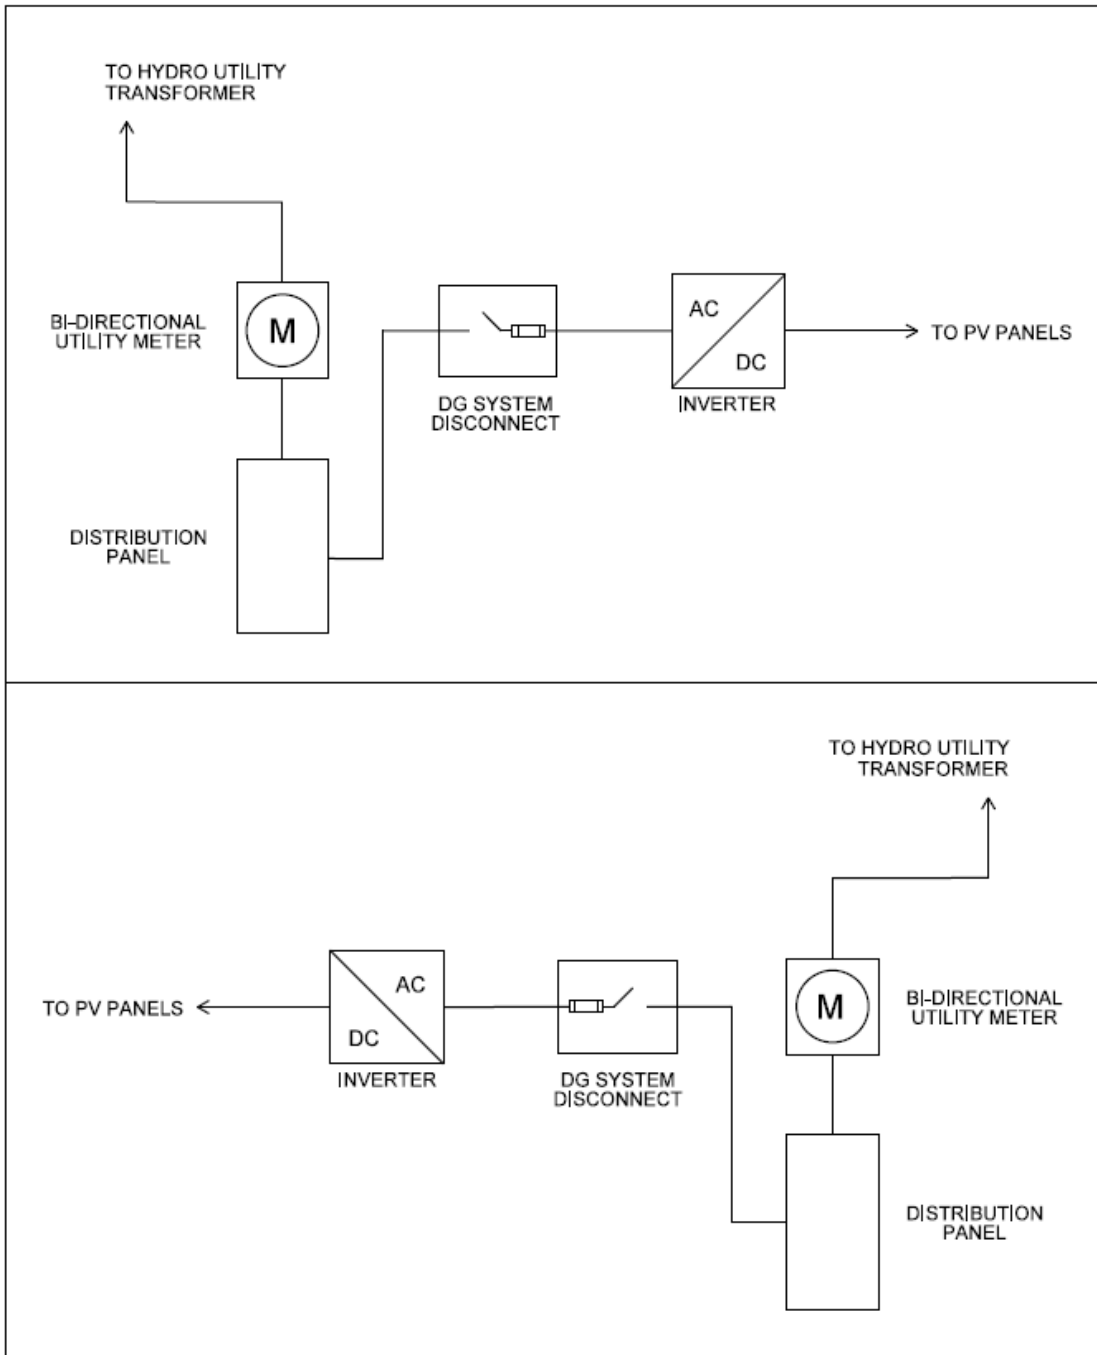 TO HYDRO UTILITY
TRANSFORMER
BI-DIRECTIONAL
UTILITY METER
M
AC
DC
TO PV PANELS
DG SYSTEM
DISCONNECT
INVERTER
DISTRIBUTION
PANEL
TO HYDRO UTILITY
TRANSFORMER
TO PV PANELS
AC
DC
INVERTER
DG SYSTEM
DISCONNECT
M
BI-DIRECTIONAL
UTILITY METER
DISTRIBUTION
PANEL